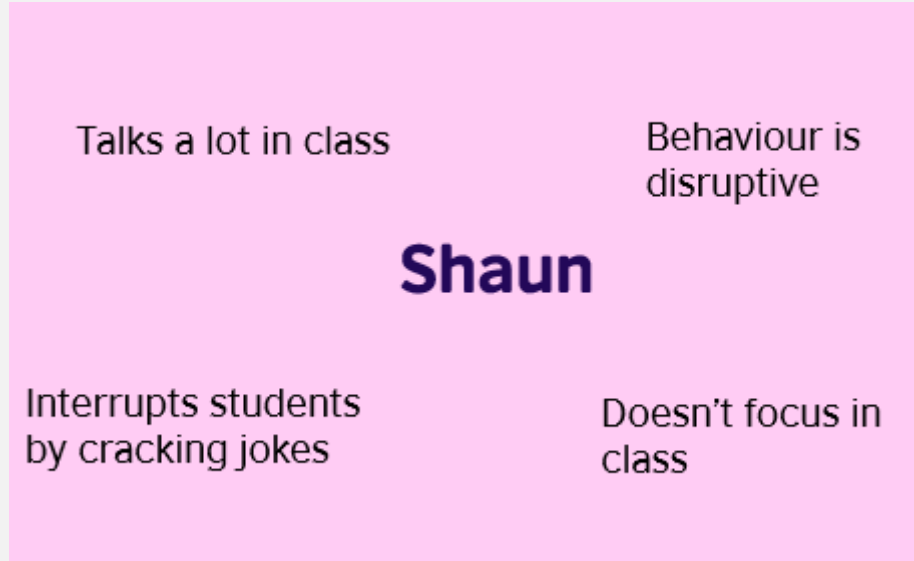 Talks a lot in class
Behaviour is
disruptive
Shaun
Interrupts students
by cracking jokes
Doesn't focus in
class